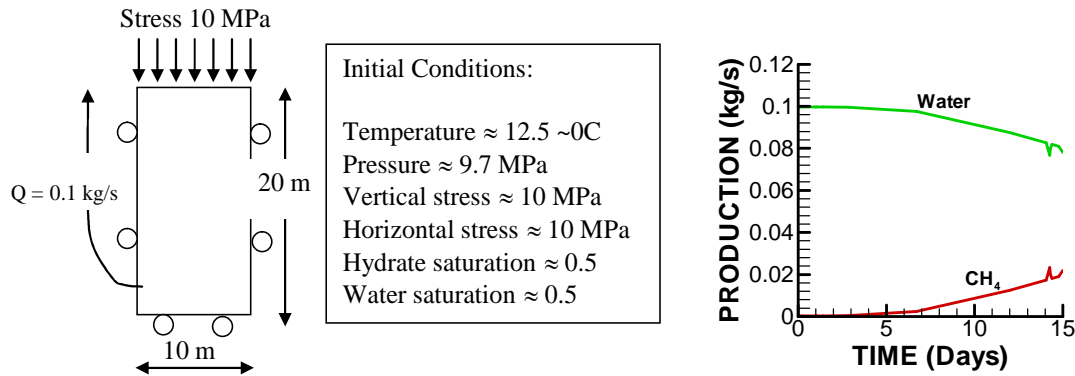 Stress 10 MPa
Q = 0.1 kg/s
20 m
10 m
Initial Conditions:
Temperature ≈ 12.5 ~0C
Pressure ≈ 9.7 MPa
Vertical stress ≈ 10 MPa
Horizontal stress ≈ 10 MPa
Hydrate saturation ≈ 0.5
Water saturation ≈ 0.5
PRODUCTION (kg/s)
0.12
0.1
0.08
0.06
0.04
0.02
0
Water
CH₄
0 5 10 15
TIME (Days)